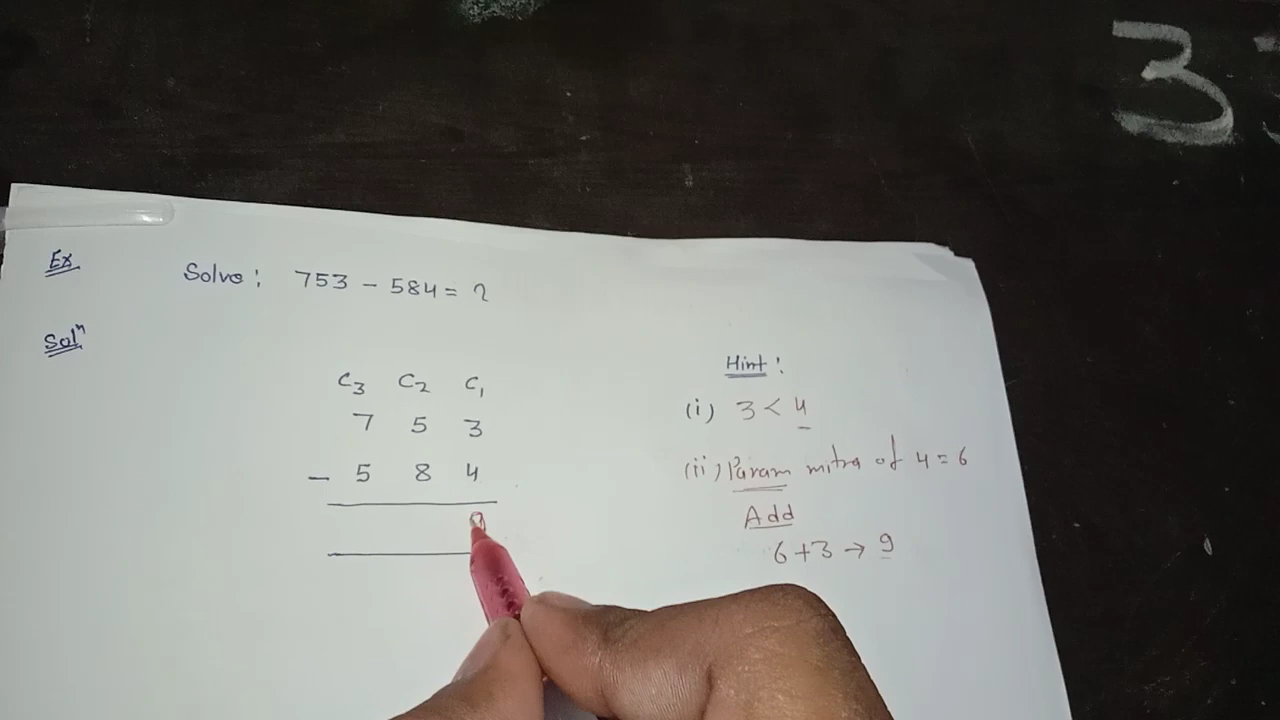 3
Ex
Solve : 753 - 584 = ?
Solⁿ
C₃ C₂ C₁
7 5 3
- 5 8 4
9
Hint :
(i) 3 < 4
(ii) Param mitra of 4 = 6
Add
6+3 → 9